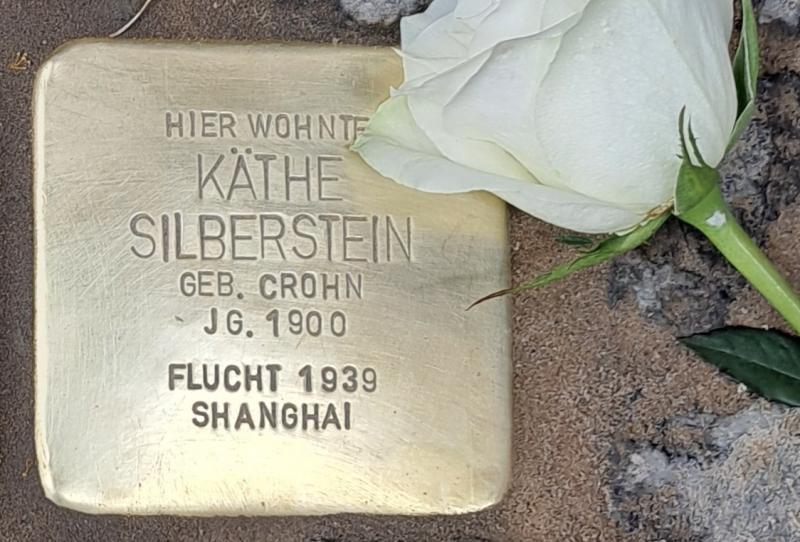 HIER WOHNTE
KÄTHE
SILBERSTEIN
GEB. CROHN
JG. 1900
FLUCHT 1939
SHANGHAI